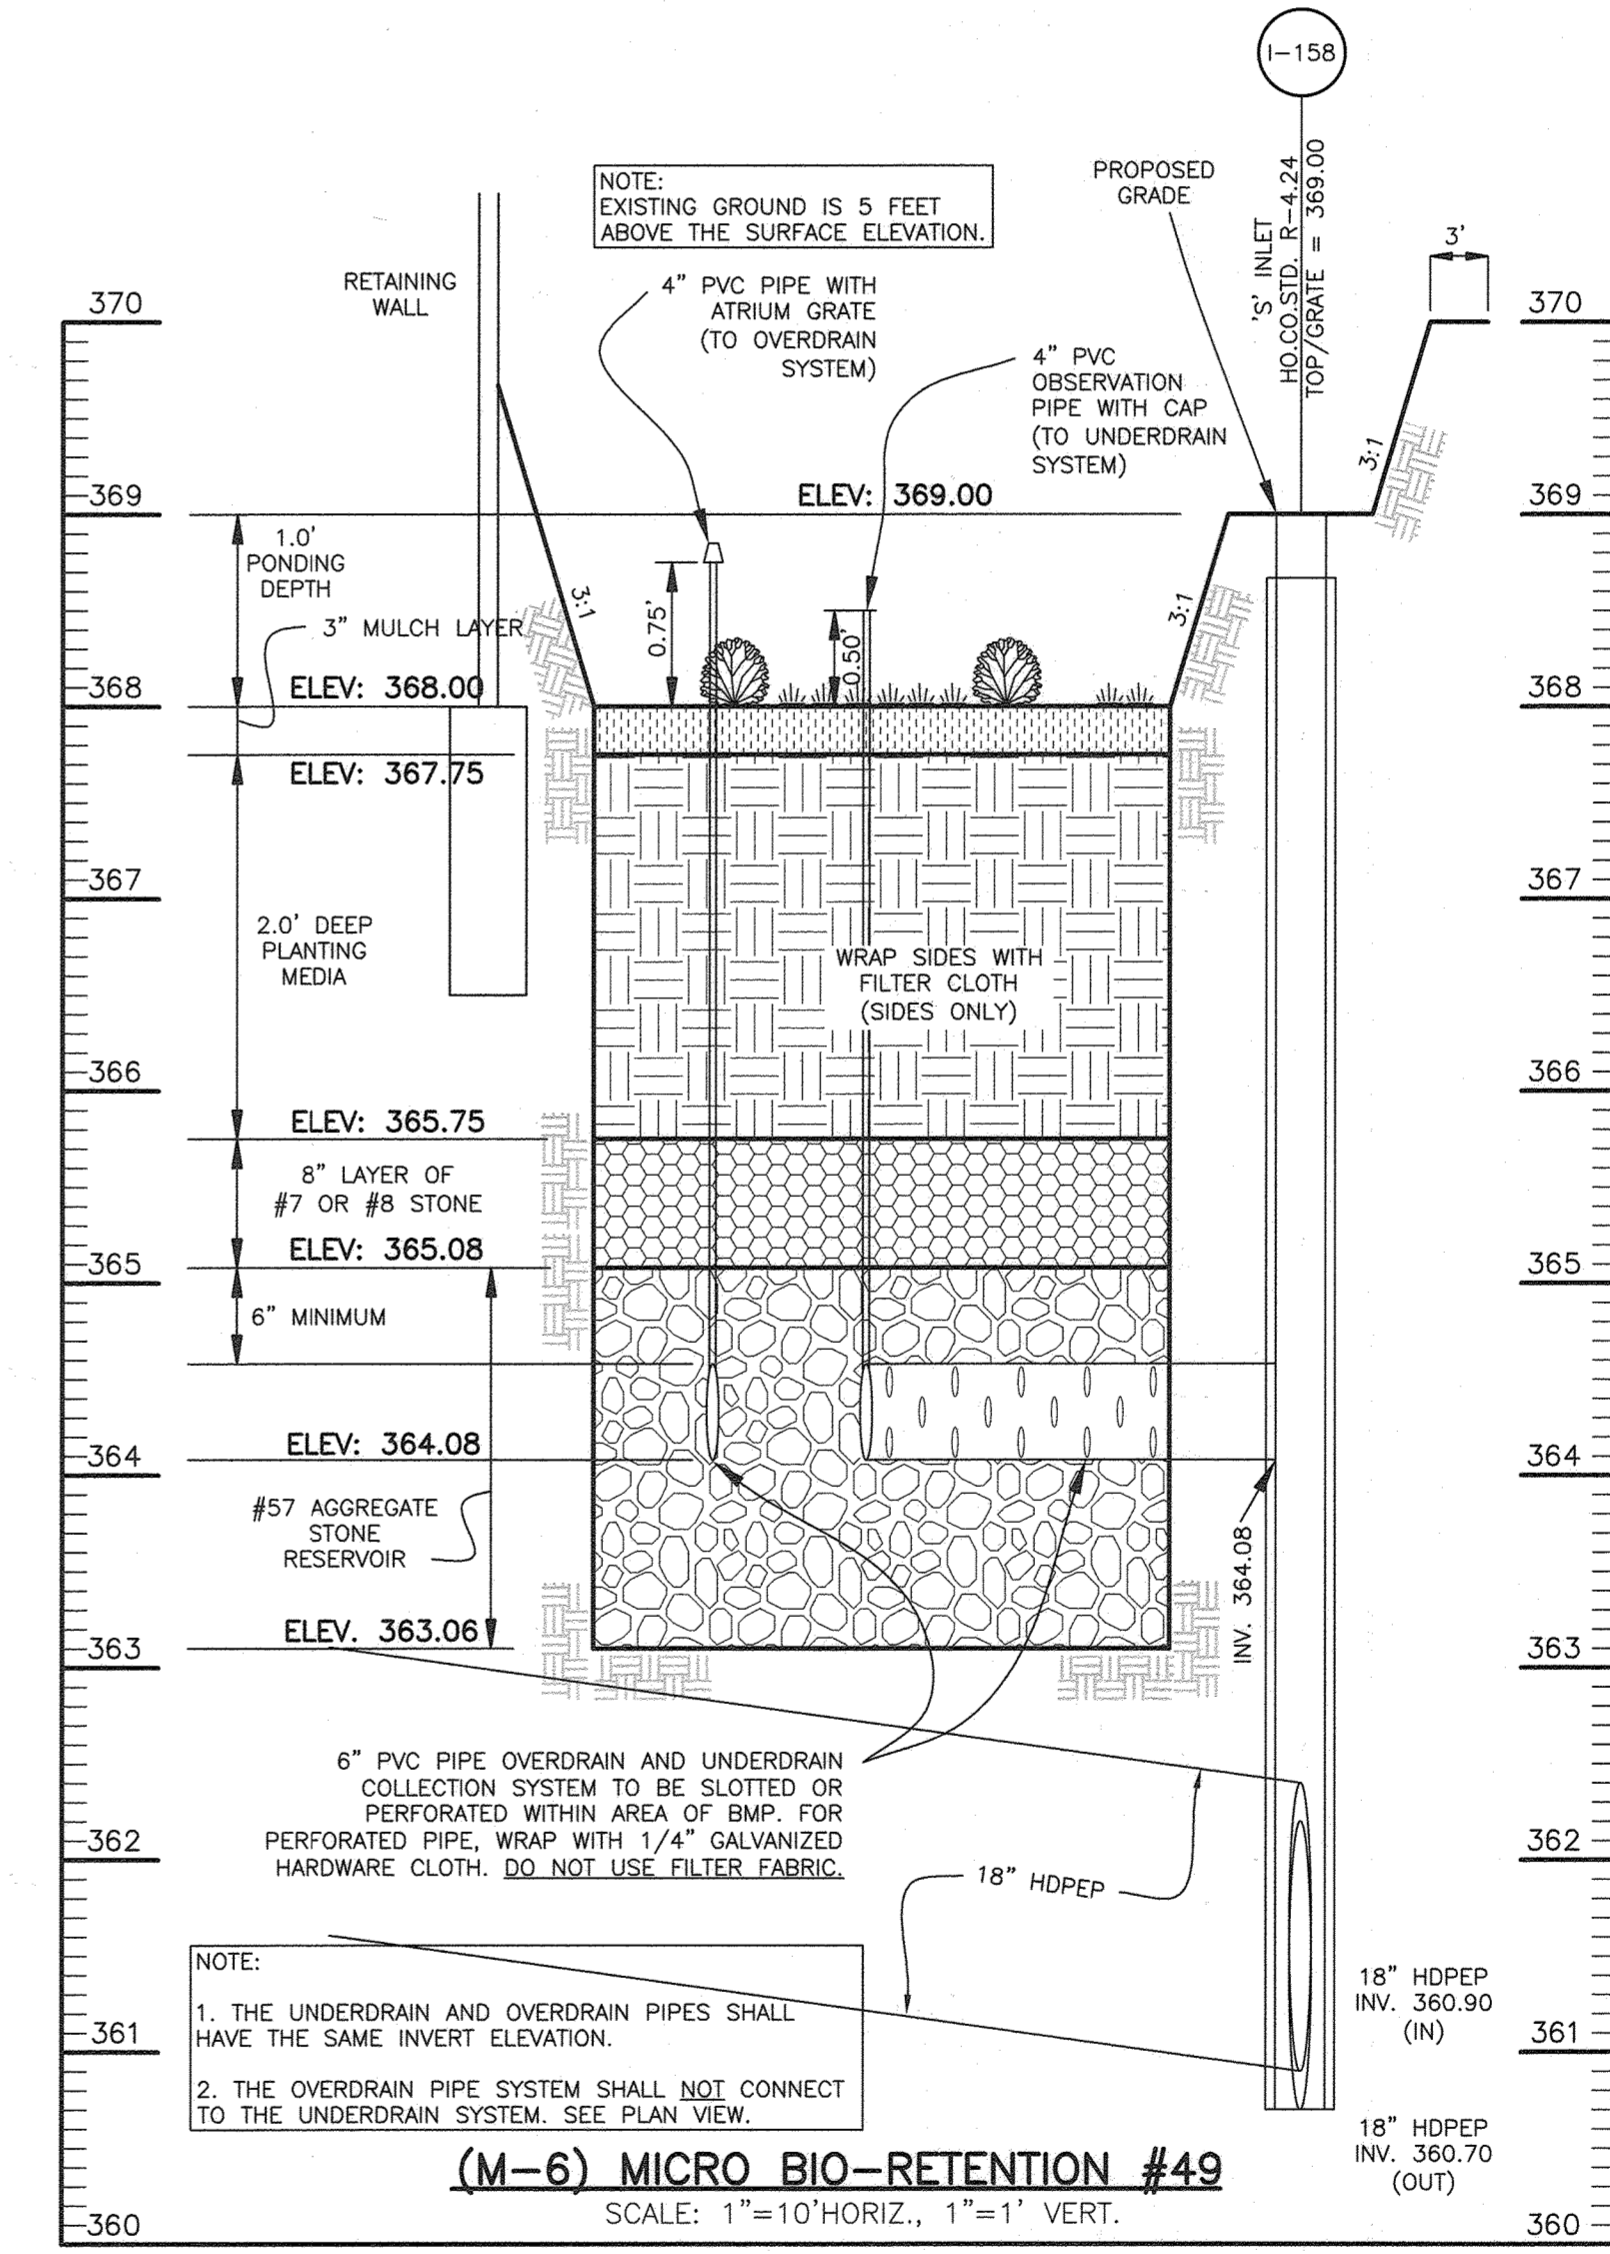 I-158
'S' INLET
HO.CO.STD. R-4.24
TOP/GRATE = 369.00
NOTE:
EXISTING GROUND IS 5 FEET
ABOVE THE SURFACE ELEVATION.
PROPOSED
GRADE
3'
RETAINING
WALL
4" PVC PIPE WITH
ATRIUM GRATE
(TO OVERDRAIN
SYSTEM)
4" PVC
OBSERVATION
PIPE WITH CAP
(TO UNDERDRAIN
SYSTEM)
370
370
3:1
369
ELEV: 369.00
369
1.0'
PONDING
DEPTH
3" MULCH LAYER
3:1
0.75'
0.50'
3:1
368
ELEV: 368.00
368
ELEV: 367.75
367
367
2.0' DEEP
PLANTING
MEDIA
WRAP SIDES WITH
FILTER CLOTH
(SIDES ONLY)
366
366
ELEV: 365.75
8" LAYER OF
#7 OR #8 STONE
ELEV: 365.08
365
365
6" MINIMUM
ELEV: 364.08
364
364
#57 AGGREGATE
STONE
RESERVOIR
INV. 364.08
ELEV. 363.06
363
363
6" PVC PIPE OVERDRAIN AND UNDERDRAIN
COLLECTION SYSTEM TO BE SLOTTED OR
PERFORATED WITHIN AREA OF BMP. FOR
PERFORATED PIPE, WRAP WITH 1/4" GALVANIZED
HARDWARE CLOTH. DO NOT USE FILTER FABRIC.
362
362
18" HDPEP
NOTE:
1. THE UNDERDRAIN AND OVERDRAIN PIPES SHALL
HAVE THE SAME INVERT ELEVATION.
2. THE OVERDRAIN PIPE SYSTEM SHALL NOT CONNECT
TO THE UNDERDRAIN SYSTEM. SEE PLAN VIEW.
18" HDPEP
INV. 360.90
(IN)
361
361
18" HDPEP
INV. 360.70
(OUT)
(M-6) MICRO BIO-RETENTION #49
SCALE: 1"=10'HORIZ., 1"=1' VERT.
360
360